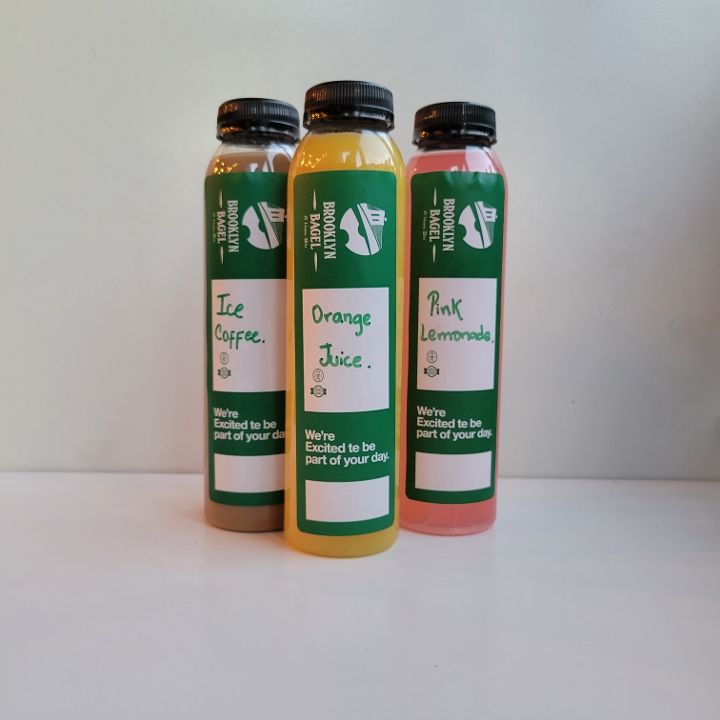 BROOKLYN
BAGEL
Ice
Coffee.
We're
Excited te be
part of your da
BROOKLYN
BAGEL
Orange
Juice.
We're
Excited te be
part of your day.
BROOKLYN
BAGEL
Pink
Lemonade.
We're
Excited te be
part of your day.